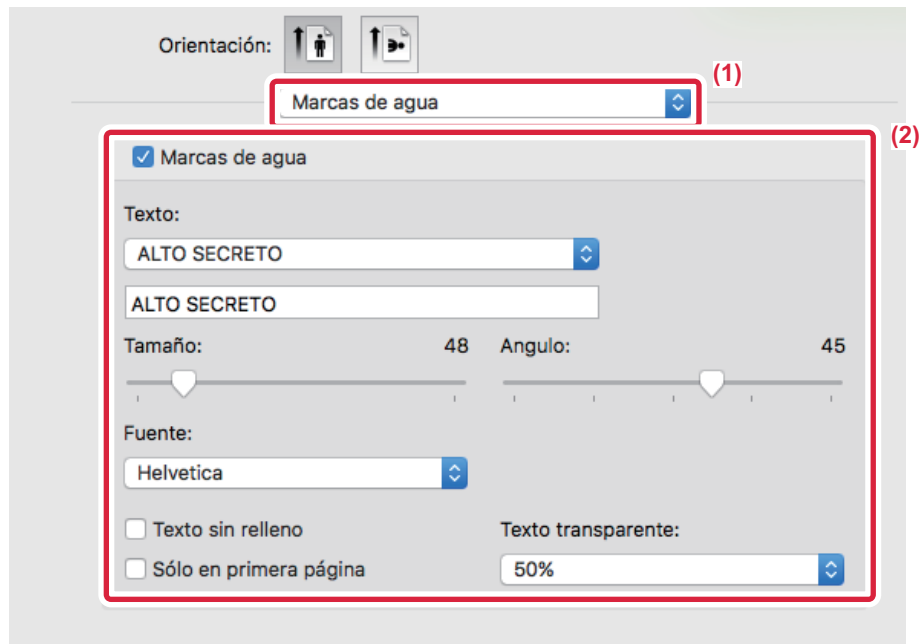 Orientación:
(1)
Marcas de agua
(2)
Marcas de agua
Texto:
ALTO SECRETO
ALTO SECRETO
Tamaño: 48 Angulo: 45
Fuente:
Helvetica
Texto sin relleno Texto transparente:
Sólo en primera página 50%